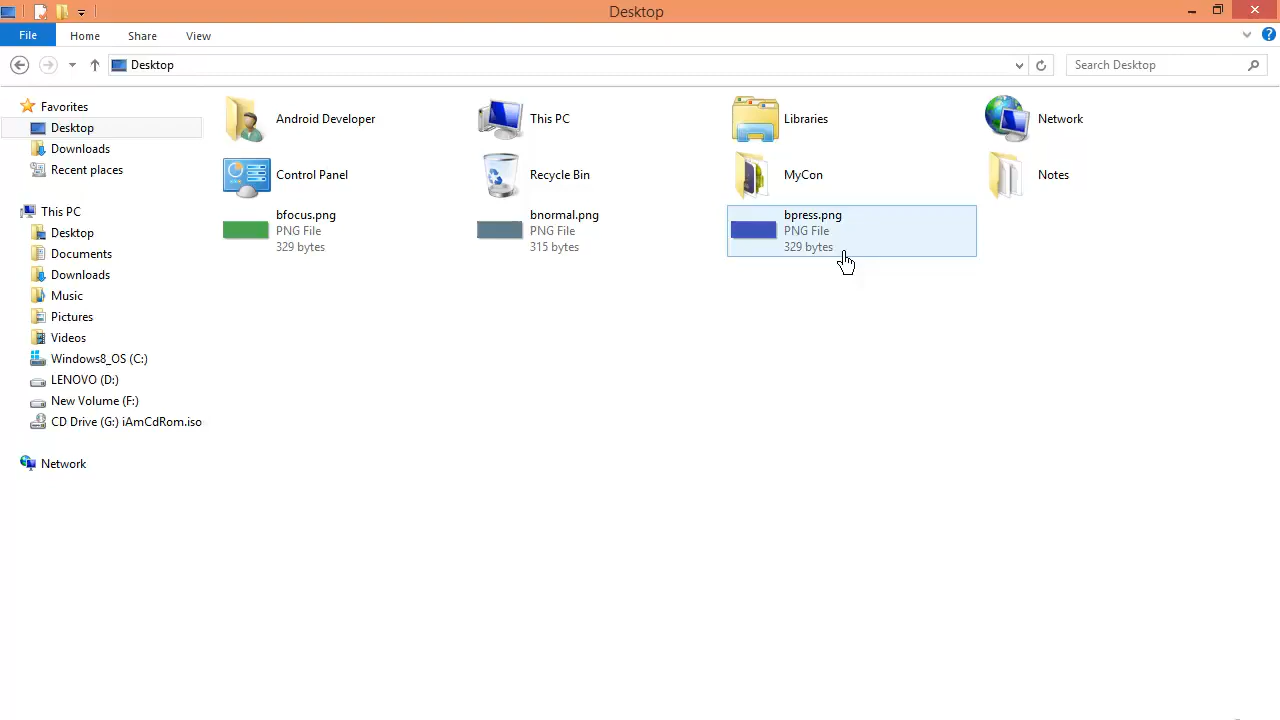 Desktop
File Home Share View
Desktop
Search Desktop
Favorites
Desktop
Downloads
Recent places
This PC
Desktop
Documents
Downloads
Music
Pictures
Videos
Windows8_OS (C:)
LENOVO (D:)
New Volume (F:)
CD Drive (G:) iAmCdRom.iso
Network
Android Developer
This PC
Libraries
Network
Control Panel
Recycle Bin
MyCon
Notes
bfocus.png
PNG File
329 bytes
bnormal.png
PNG File
315 bytes
bpress.png
PNG File
329 bytes